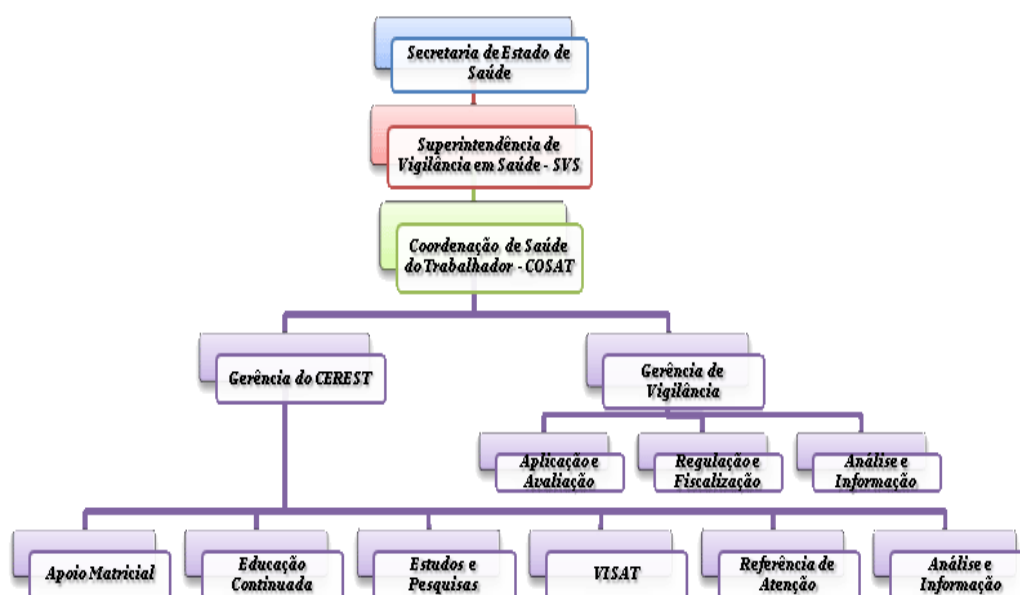 Secretaria de Estado de
Saúde
Superintendência de
Vigilância em Saúde - SVS
Coordenação de Saúde
do Trabalhador - COSAT
Gerência do CEREST
Gerência de
Vigilância
Aplicação e
Avaliação
Regulação e
Fiscalização
Análise e
Informação
Apoio Matricial
Educação
Continuada
Estudos e
Pesquisas
VISAT
Referência de
Atenção
Análise e
Informação